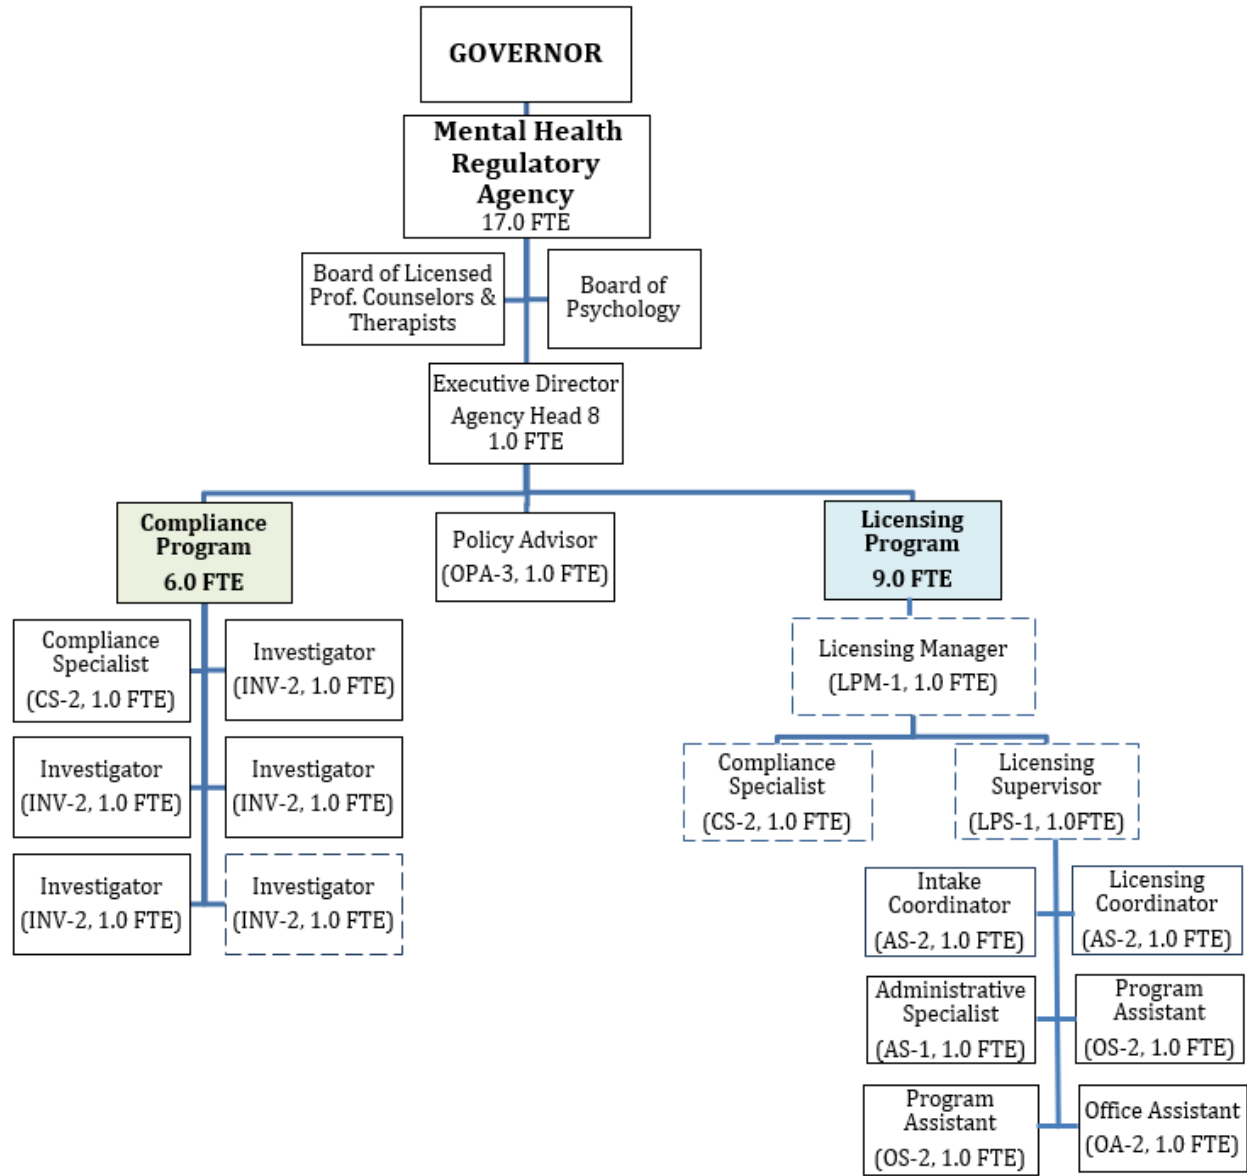 GOVERNOR
Mental Health
Regulatory
Agency
17.0 FTE
Board of Licensed
Prof. Counselors &
Therapists
Board of
Psychology
Executive Director
Agency Head 8
1.0 FTE
Compliance
Program
6.0 FTE
Policy Advisor
(OPA-3, 1.0 FTE)
Licensing
Program
9.0 FTE
Compliance
Specialist
(CS-2, 1.0 FTE)
Investigator
(INV-2, 1.0 FTE)
Investigator
(INV-2, 1.0 FTE)
Investigator
(INV-2, 1.0 FTE)
Investigator
(INV-2, 1.0 FTE)
Investigator
(INV-2, 1.0 FTE)
Licensing Manager
(LPM-1, 1.0 FTE)
Compliance
Specialist
(CS-2, 1.0 FTE)
Licensing
Supervisor
(LPS-1, 1.0FTE)
Intake
Coordinator
(AS-2, 1.0 FTE)
Licensing
Coordinator
(AS-2, 1.0 FTE)
Administrative
Specialist
(AS-1, 1.0 FTE)
Program
Assistant
(OS-2, 1.0 FTE)
Program
Assistant
(OS-2, 1.0 FTE)
Office Assistant
(OA-2, 1.0 FTE)